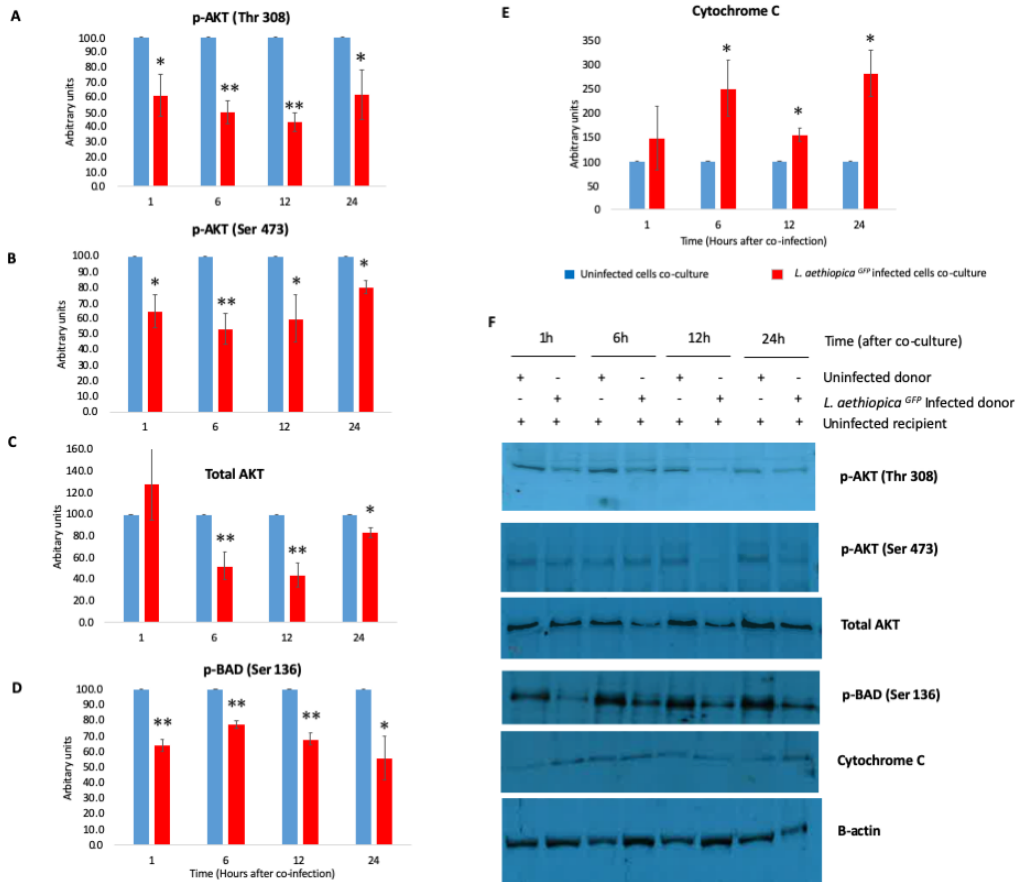 A
p-AKT (Thr 308)
100.0
90.0
80.0
70.0
60.0
50.0
40.0
30.0
20.0
10.0
0.0
Arbitrary units
* ** ** *
1 6 12 24
B
p-AKT (Ser 473)
100.0
90.0
80.0
70.0
60.0
50.0
40.0
30.0
20.0
10.0
0.0
Arbitrary units
* ** * *
1 6 12 24
C
Total AKT
160.0
140.0
120.0
100.0
80.0
60.0
40.0
20.0
0.0
Arbitary units
** ** *
1 6 12 24
D
p-BAD (Ser 136)
100.0
90.0
80.0
70.0
60.0
50.0
40.0
30.0
20.0
10.0
0.0
Arbitrary units
** ** ** *
1 6 12 24
Time (Hours after co-infection)
E
Cytochrome C
350
300
250
200
150
100
50
0
Arbitrary units
* * *
1 6 12 24
Time (Hours after co-infection)
Uninfected cells co-culture
L. aethiopica GFP infected cells co-culture
F
1h 6h 12h 24h Time (after co-culture)
+ - + - + - + - Uninfected donor
- + - + - + - + L. aethiopica GFP Infected donor
+ + + + + + + + Uninfected recipient
p-AKT (Thr 308)
p-AKT (Ser 473)
Total AKT
p-BAD (Ser 136)
Cytochrome C
B-actin